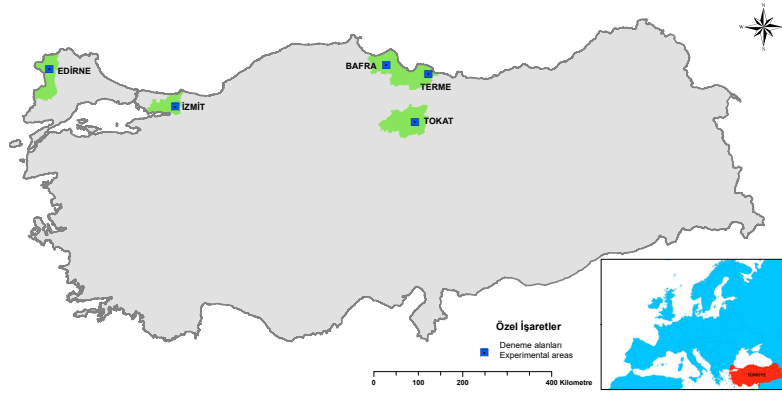 N
W
E
S
EDİRNE
BAFRA
TERME
İZMİT
TOKAT
Özel İşaretler
Deneme alanları
Experimental areas
0 100 200 400 Kilometre
TÜRKİYE